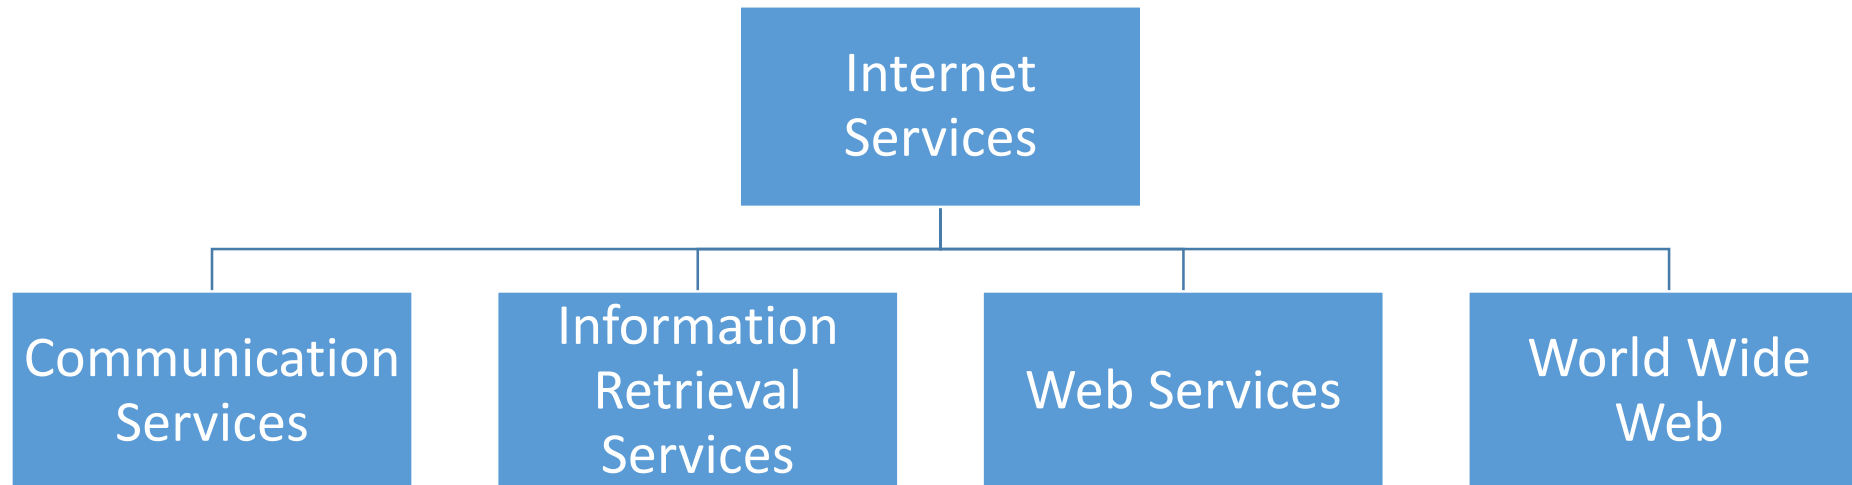 Internet
Services
Communication
Services
Information
Retrieval
Services
Web Services
World Wide
Web